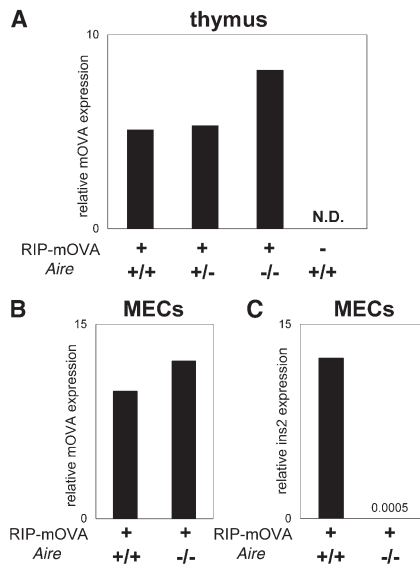 A thymus
10
relative mOVA expression
0
N.D.
RIP-mOVA + + + -
Aire +/+ +/- -/- +/+
B MECs
15
relative mOVA expression
0
RIP-mOVA + +
Aire +/+ -/-
C MECs
15
relative ins2 expression
0
0.0005
RIP-mOVA + +
Aire +/+ -/-